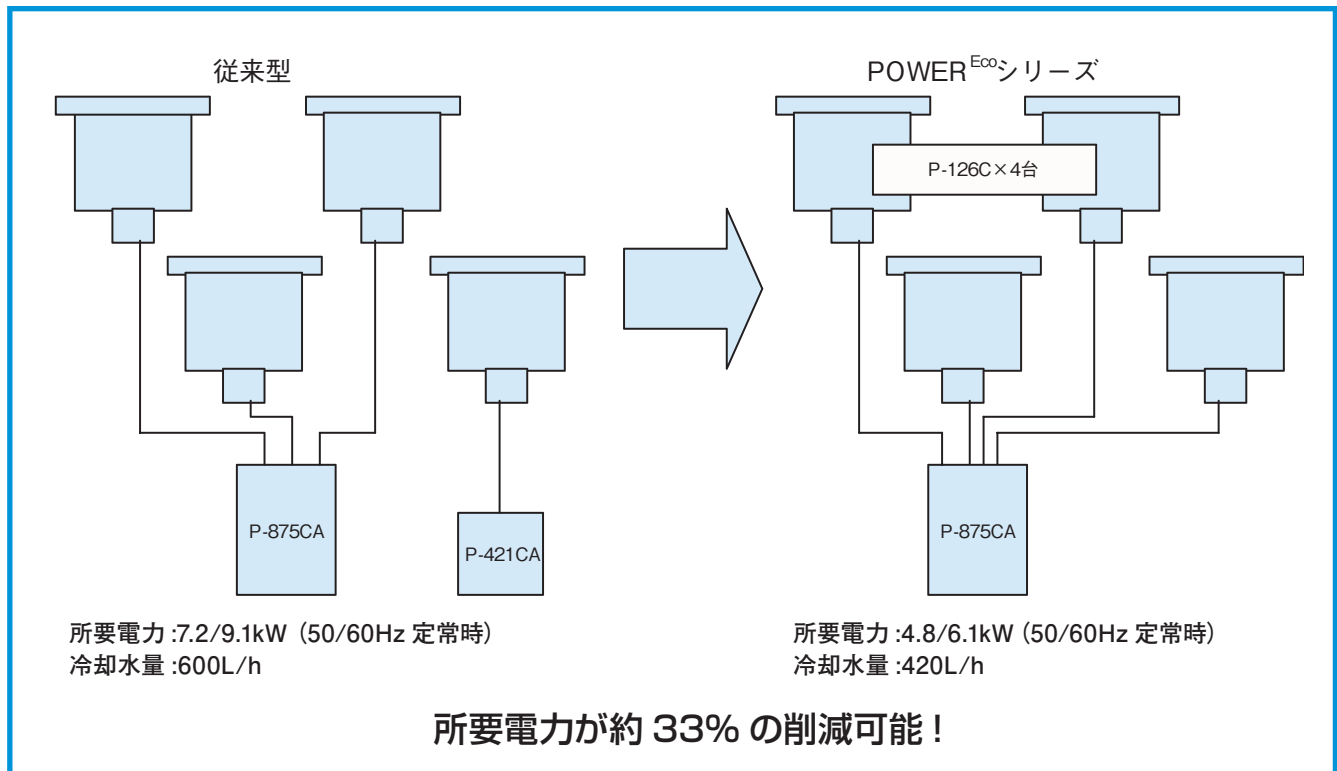 従来型
POWER Ecoシリーズ
P-126C×4台
P-875CA
P-421CA
P-875CA
所要電力:7.2/9.1kW(50/60Hz 定常時)
冷却水量:600L/h
所要電力:4.8/6.1kW(50/60Hz 定常時)
冷却水量:420L/h
所要電力が約 33% の削減可能!